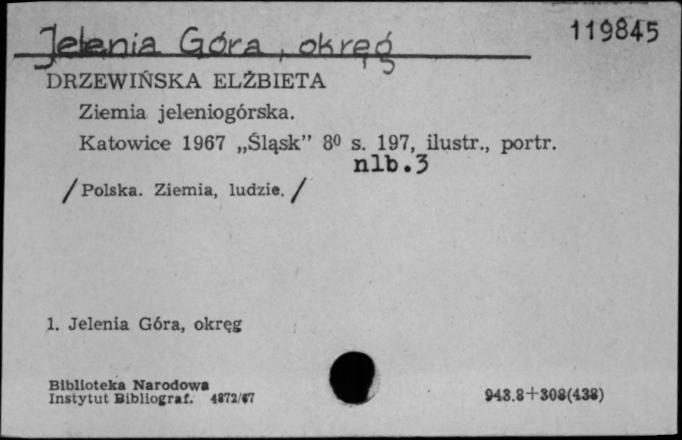 Jelenia Góra, okręg
119845
DRZEWIŃSKA ELŻBIETA
Ziemia jeleniogórska.
Katowice 1967 „Śląsk” 8⁰ s. 197, ilustr., portr.
nlb.3
/Polska. Ziemia, ludzie./
1. Jelenia Góra, okręg
Biblioteka Narodowa
Instytut Bibliograf. 4872/67
943.8+308(438)